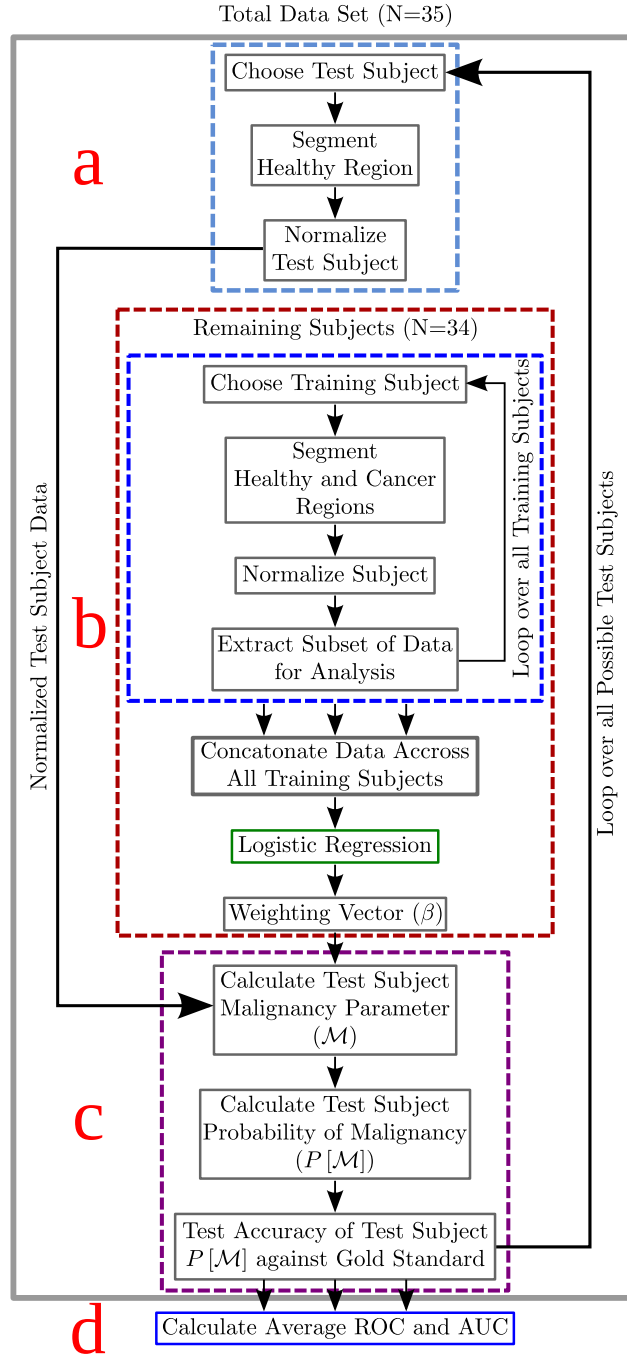 Total Data Set (N=35)
a
Choose Test Subject
Segment
Healthy Region
Normalize
Test Subject
Normalized Test Subject Data
Loop over all Possible Test Subjects
b
Remaining Subjects (N=34)
Choose Training Subject
Segment
Healthy and Cancer
Regions
Normalize Subject
Extract Subset of Data
for Analysis
Loop over all Training Subjects
Concatonate Data Accross
All Training Subjects
Logistic Regression
Weighting Vector (β)
c
Calculate Test Subject
Malignancy Parameter
(ℳ)
Calculate Test Subject
Probability of Malignancy
(P [ℳ])
Test Accuracy of Test Subject
P [ℳ] against Gold Standard
d
Calculate Average ROC and AUC